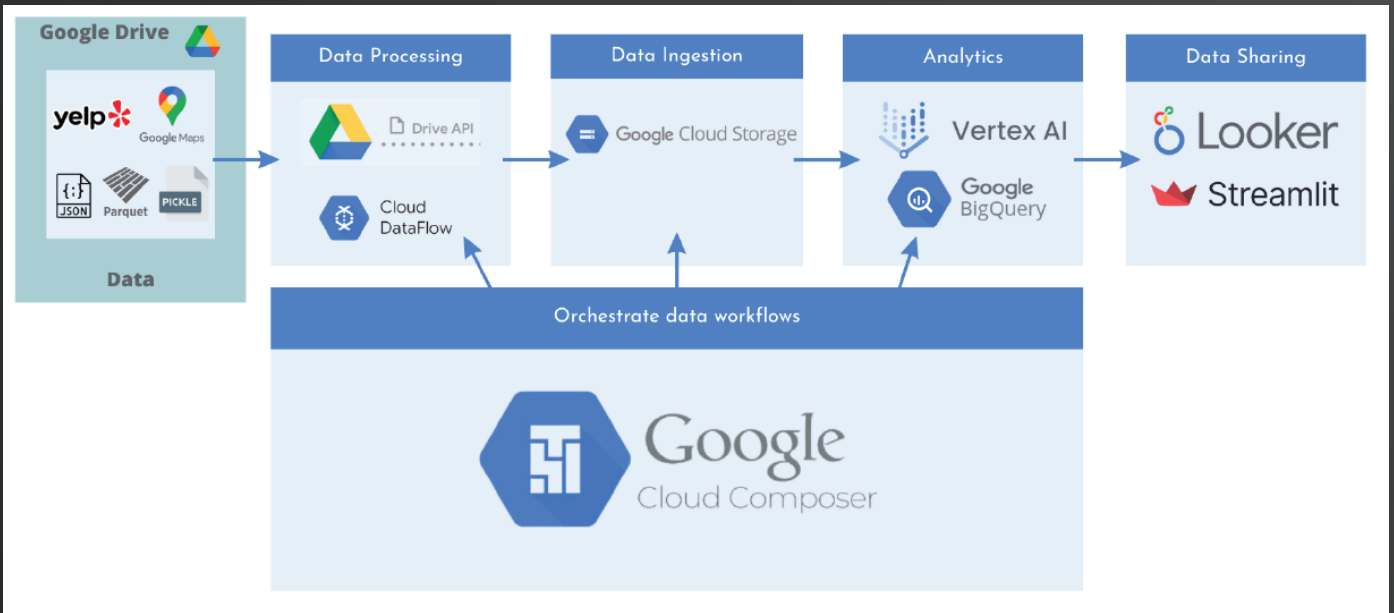 Google Drive
yelp
Google Maps
{:}
JSON
Parquet
PICKLE
Data
Data Processing
Drive API
Cloud
DataFlow
Data Ingestion
Google Cloud Storage
Analytics
Vertex AI
Google
BigQuery
Data Sharing
Looker
Streamlit
Orchestrate data workflows
Google
Cloud Composer